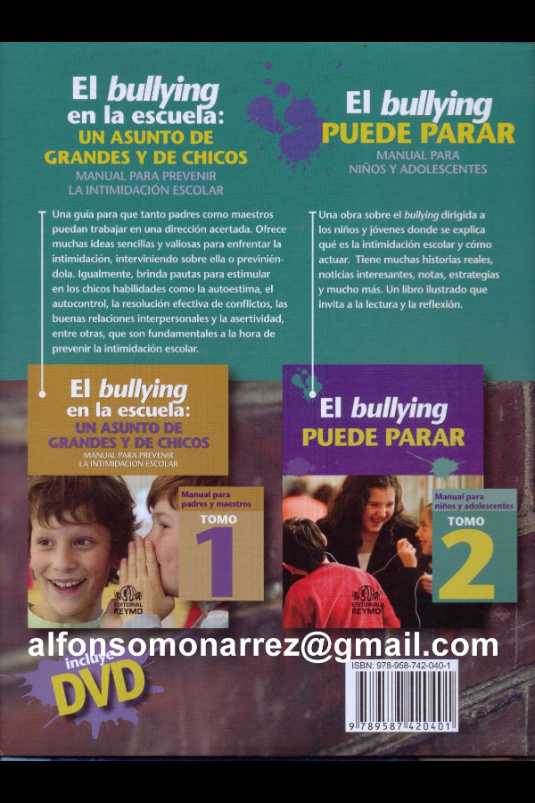 El bullying
en la escuela:
UN ASUNTO DE
GRANDES Y DE CHICOS
MANUAL PARA PREVENIR
LA INTIMIDACIÓN ESCOLAR
El bullying
PUEDE PARAR
MANUAL PARA
NIÑOS Y ADOLESCENTES
Una guía para que tanto padres como maestros
puedan trabajar en una dirección acertada. Ofrece
muchas ideas sencillas y valiosas para enfrentar la
intimidación, interviniendo sobre ella o previnién-
dola. Igualmente, brinda pautas para estimular
en los chicos habilidades como la autoestima, el
autocontrol, la resolución efectiva de conflictos, las
buenas relaciones interpersonales y la asertividad,
entre otras, que son fundamentales a la hora de
prevenir la intimidación escolar.
Una obra sobre el bullying dirigida a
los niños y jóvenes donde se explica
qué es la intimidación escolar y cómo
actuar. Tiene muchas historias reales,
noticias interesantes, notas, estrategias
y mucho más. Un libro ilustrado que
invita a la lectura y la reflexión.
El bullying
en la escuela:
UN ASUNTO DE
GRANDES Y DE CHICOS
MANUAL PARA PREVENIR
LA INTIMIDACION ESCOLAR
Manual para
padres y maestros
TOMO
1
EDITORIAL
REYMO
El bullying
PUEDE PARAR
Manual para
niños y adolescentes
TOMO
2
EDITORIAL
REYMO
alfonsomonarrez@gmail.com
incluye
DVD
ISBN: 978-958-742-040-1
9 789587 420401